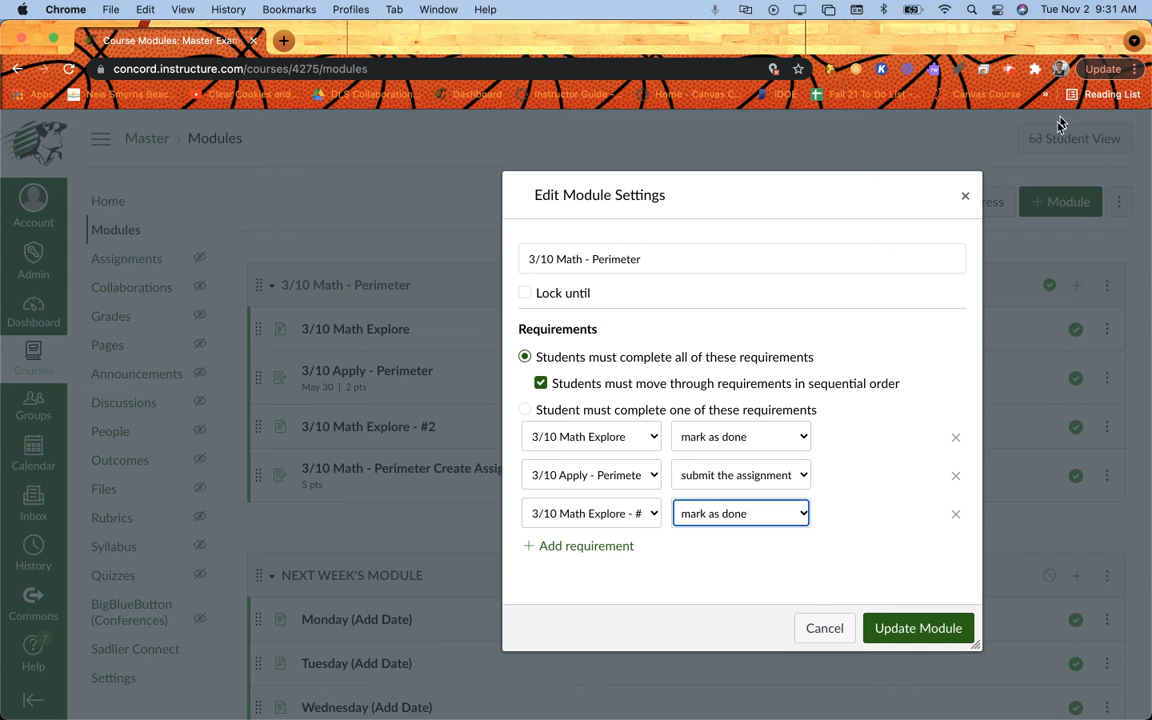 Chrome File Edit View History Bookmarks Profiles Tab Window Help Tue Nov 2 9:31 AM
Course Modules: Master Exam
concord.instructure.com/courses/4275/modules Update
Apps New Smyrna Beac... Clear Cookies and... DLS Collaboration... Dashboard Instructor Guide -... Home - Canvas C... IDOE Fall 21 To Do List... Canvas Course » Reading List
Master › Modules Student View
Account
Admin
Dashboard
Courses
Groups
Calendar
Inbox
History
Commons
7
Help
Home
Modules
Assignments
Collaborations
Grades
Pages
Announcements
Discussions
People
Outcomes
Files
Rubrics
Syllabus
Quizzes
BigBlueButton
(Conferences)
Sadlier Connect
Settings
ress + Module
3/10 Math - Perimeter
3/10 Math Explore
3/10 Apply - Perimeter
May 30 | 2 pts
3/10 Math Explore - #2
3/10 Math - Perimeter Create Assig
5 pts
NEXT WEEK'S MODULE
Monday (Add Date)
Tuesday (Add Date)
Wednesday (Add Date)
Edit Module Settings ×
3/10 Math - Perimeter
Lock until
Requirements
Students must complete all of these requirements
Students must move through requirements in sequential order
Student must complete one of these requirements
3/10 Math Explore mark as done
3/10 Apply - Perimete submit the assignment
3/10 Math Explore - # mark as done
+ Add requirement
Cancel Update Module